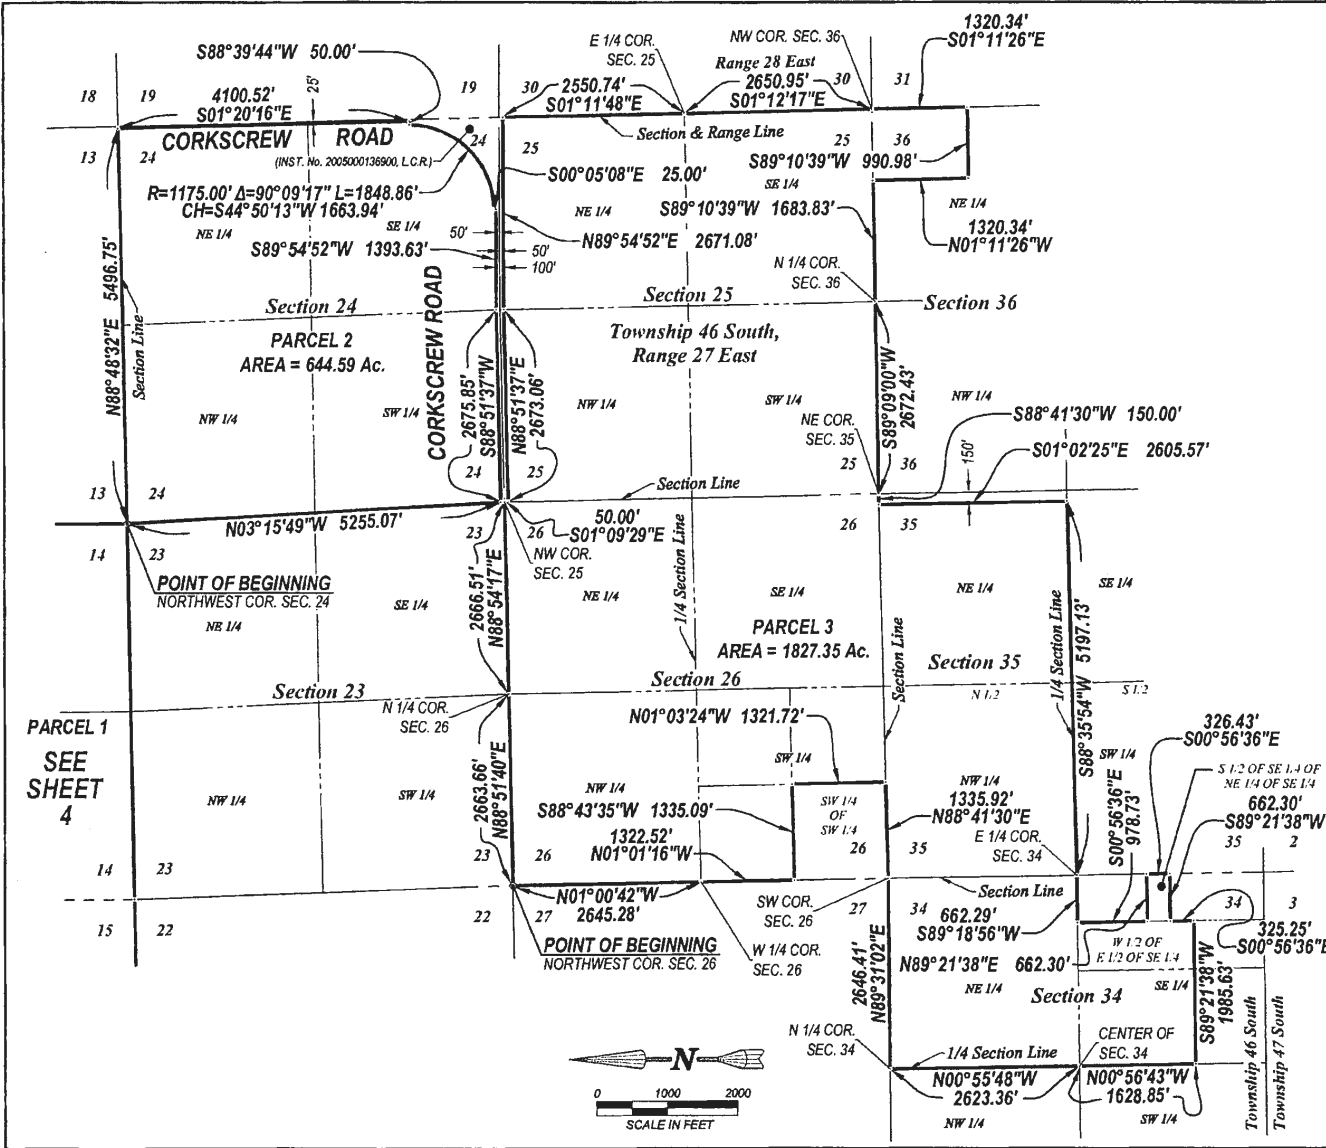 1320.34'
S01°11'26"E
E 1/4 COR.
SEC. 25
NW COR. SEC. 36
S88°39'44"W 50.00'
Range 28 East
18
19
4100.52'
S01°20'16"E
25'
19
30
2550.74'
S01°11'48"E
2650.95'
S01°12'17"E
30
31
CORKSCREW ROAD
(INST. No. 2005000136900, L.C.R.)
Section & Range Line
13
24
24
25
25
36
S89°10'39"W 990.98'
S00°05'08"E 25.00'
R=1175.00' Δ=90°09'17" L=1848.86'
CH=S44°50'13"W 1663.94'
SE 1/4
NE 1/4
S89°10'39"W 1683.83'
NE 1/4
1320.34'
N01°11'26"W
NE 1/4
SE 1/4
50'
N89°54'52"E 2671.08'
S89°54'52"W 1393.63'
50'
100'
N 1/4 COR.
SEC. 36
N88°48'32"E 5496.75'
Section Line
CORKSCREW ROAD
Section 24
Section 25
Section 36
PARCEL 2
AREA = 644.59 Ac.
Township 46 South,
Range 27 East
2675.85'
S88°51'37"W
N88°51'37"E
2673.06'
S89°09'00"W
2672.43'
NW 1/4
SW 1/4
NW 1/4
SW 1/4
NW 1/4
S88°41'30"W 150.00'
NE COR.
SEC. 35
S01°02'25"E 2605.57'
150'
24
25
25
36
13
24
Section Line
N03°15'49"W 5255.07'
50.00'
S01°09'29"E
23
26
26
35
14
23
NW COR.
SEC. 25
POINT OF BEGINNING
NORTHWEST COR. SEC. 24
NE 1/4
SE 1/4
2666.51'
N88°54'17"E
NE 1/4
1/4 Section Line
SE 1/4
NE 1/4
SE 1/4
1/4 Section Line
S88°35'54"W 5197.13'
PARCEL 3
AREA = 1827.35 Ac.
Section Line
Section 35
Section 23
Section 26
N 1/2
S 1/2
N 1/4 COR.
SEC. 26
PARCEL 1
SEE
SHEET
4
N01°03'24"W 1321.72'
326.43'
S00°56'36"E
2663.66'
N88°51'40"E
SW 1/4
SW 1/4
NW 1/4
SW 1/4
NW 1/4
NW 1/4
S 1/2 OF SE 1/4 OF
NE 1/4 OF SE 1/4
S88°43'35"W 1335.09'
SW 1/4
OF
SW 1/4
1335.92'
N88°41'30"E
S00°56'36"E
978.73'
662.30'
S89°21'38"W
1322.52'
N01°01'16"W
E 1/4 COR.
SEC. 34
14
23
23
26
26
35
35
2
Section Line
N01°00'42"W
2645.28'
SW COR.
SEC. 26
15
22
22
27
27
34
34
3
662.29'
S89°18'56"W
325.25'
S00°56'36"E
POINT OF BEGINNING
NORTHWEST COR. SEC. 26
W 1/4 COR.
SEC. 26
W 1/2 OF
E 1/2 OF SE 1/4
N89°21'38"E 662.30'
2646.41'
N89°31'02"E
NE 1/4
Section 34
SE 1/4
S89°21'38"W
1985.63'
N 1/4 COR.
SEC. 34
CENTER OF
SEC. 34
N
1/4 Section Line
N00°55'48"W
2623.36'
N00°56'43"W
1628.85'
0 1000 2000
SCALE IN FEET
NW 1/4
SW 1/4
Township 46 South
Township 47 South